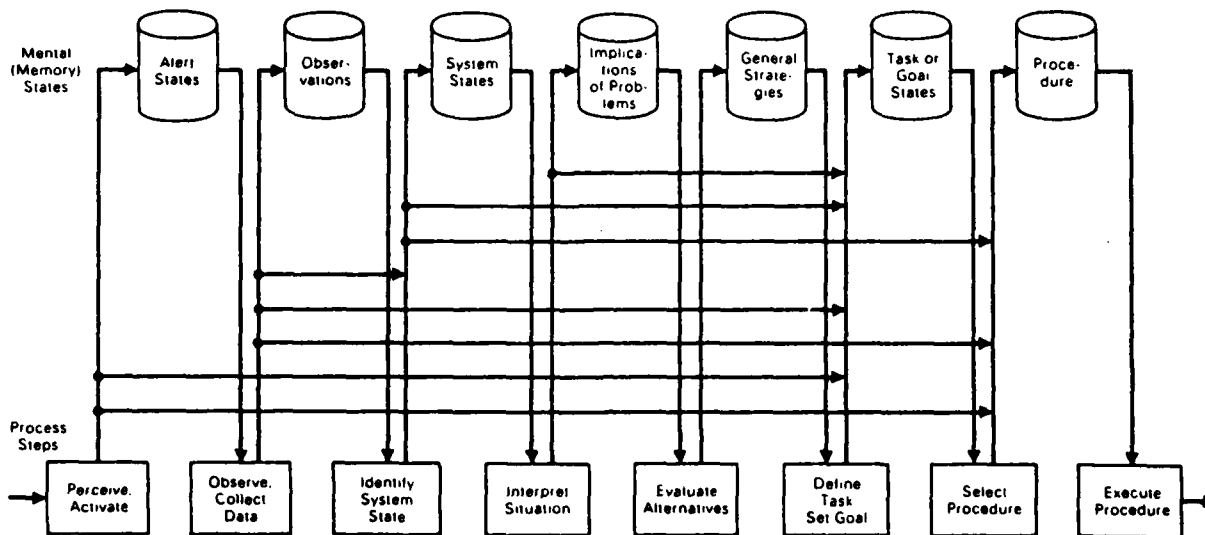 Mental
(Memory)
States
Alert
States
Obser-
vations
System
States
Implica-
tions
of Prob-
lems
General
Strate-
gies
Task or
Goal
States
Proce-
dure
Process
Steps
Perceive,
Activate
Observe,
Collect
Data
Identify
System
State
Interpret
Situation
Evaluate
Alternatives
Define
Task
Set Goal
Select
Procedure
Execute
Procedure